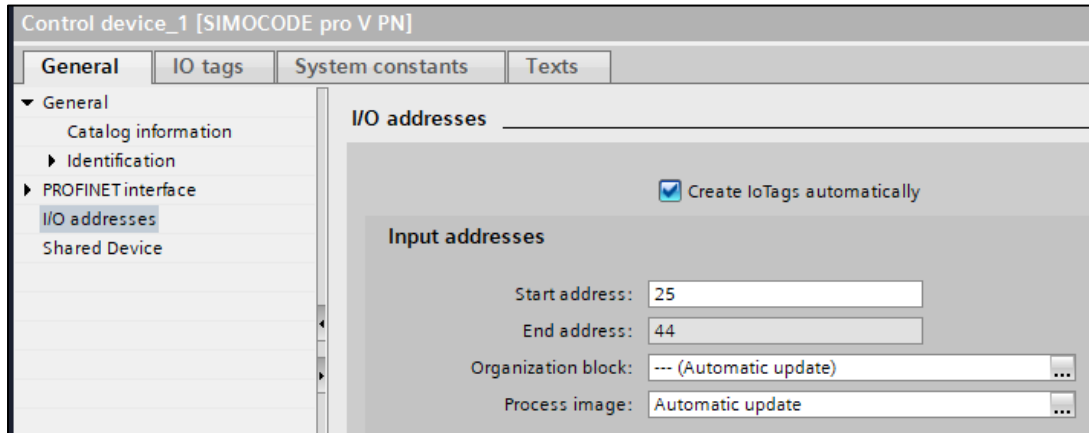 Control device_1 [SIMOCODE pro V PN]
General IO tags System constants Texts
General
Catalog information
Identification
PROFINET interface
I/O addresses
Shared Device
I/O addresses
Create IoTags automatically
Input addresses
Start address: 25
End address: 44
Organization block: --- (Automatic update) ...
Process image: Automatic update ...